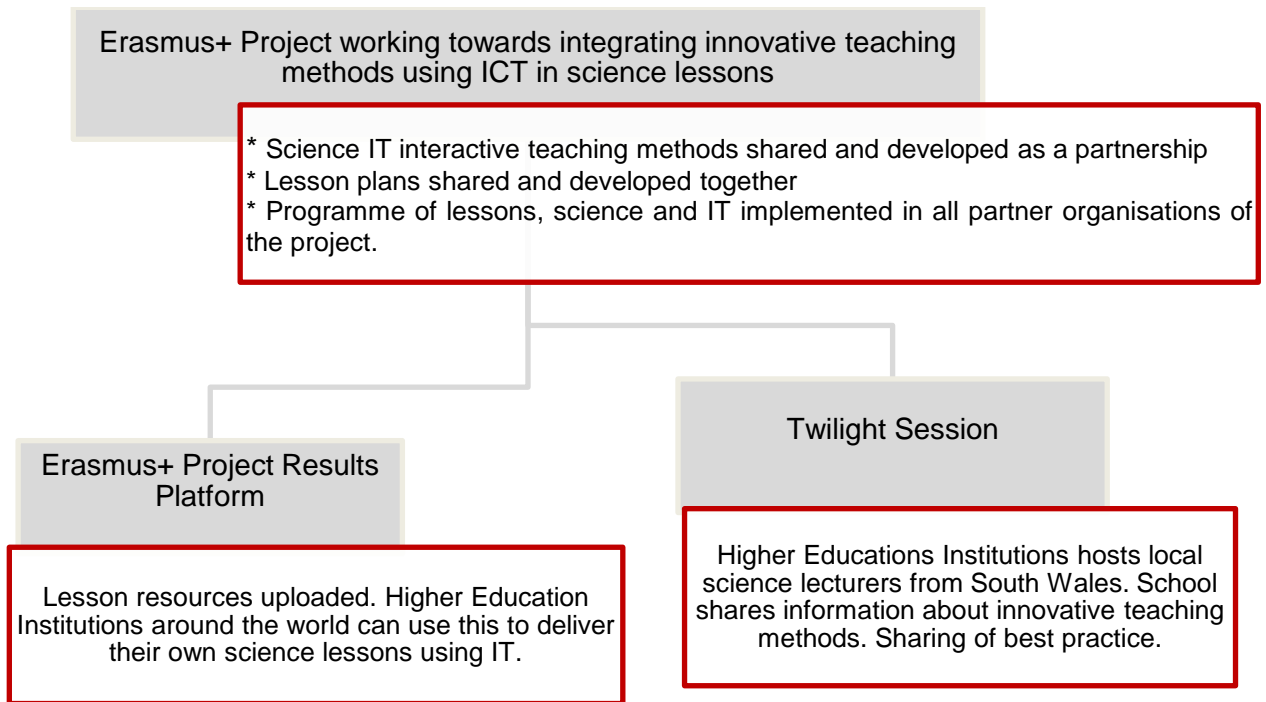 Erasmus+ Project working towards integrating innovative teaching
methods using ICT in science lessons
* Science IT interactive teaching methods shared and developed as a partnership
* Lesson plans shared and developed together
* Programme of lessons, science and IT implemented in all partner organisations of
the project.
Erasmus+ Project Results
Platform
Lesson resources uploaded. Higher Education
Institutions around the world can use this to deliver
their own science lessons using IT.
Twilight Session
Higher Educations Institutions hosts local
science lecturers from South Wales. School
shares information about innovative teaching
methods. Sharing of best practice.